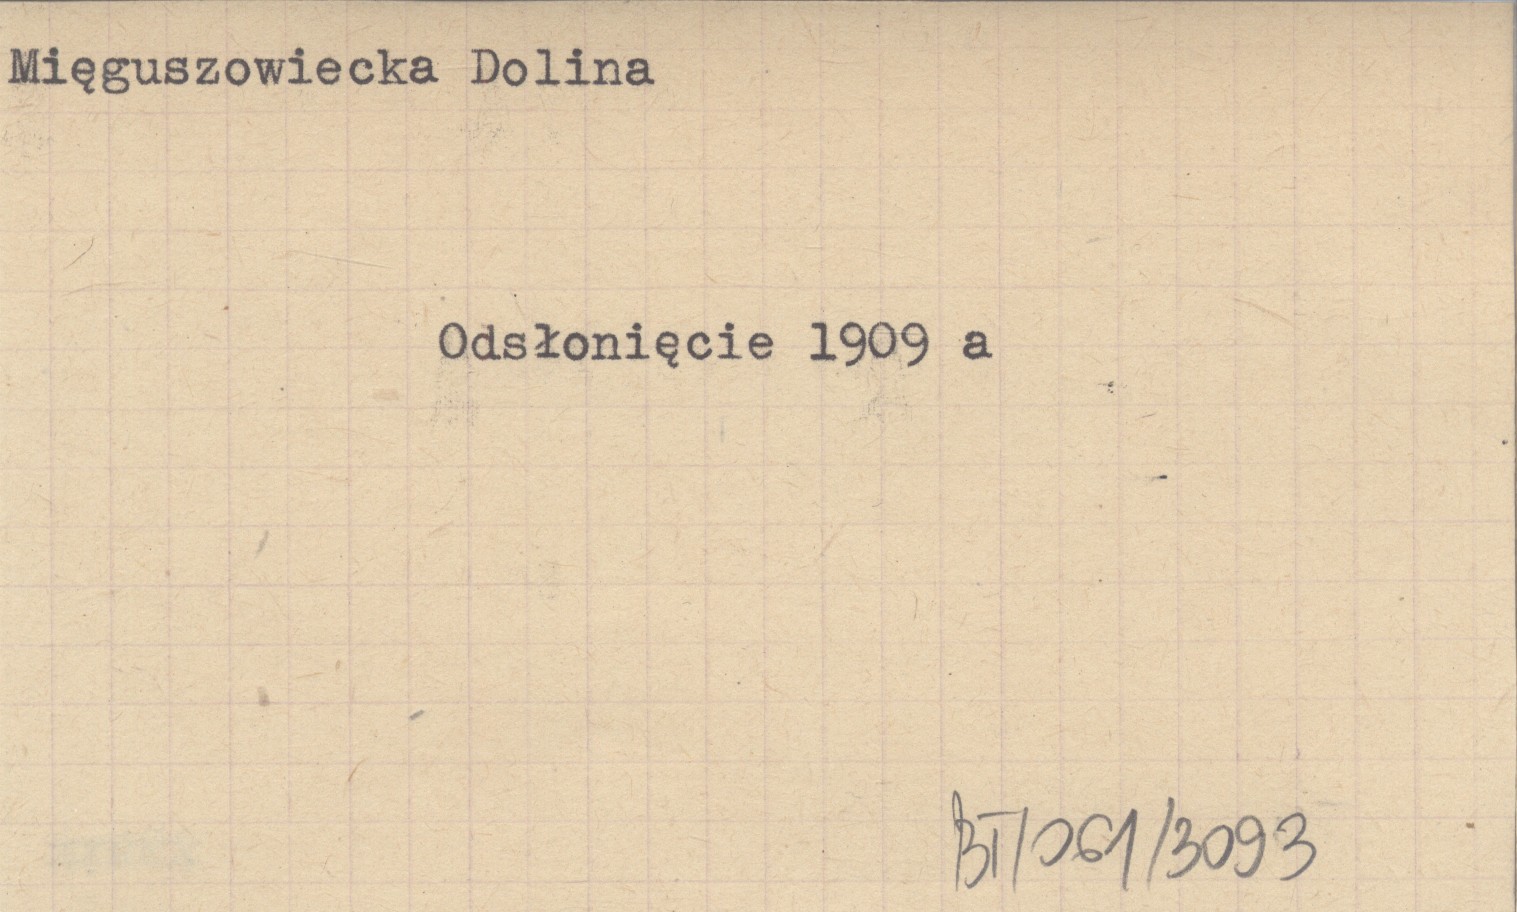 Mięguszowiecka Dolina
Odsłonięcie 1909 a
BT/061/3093